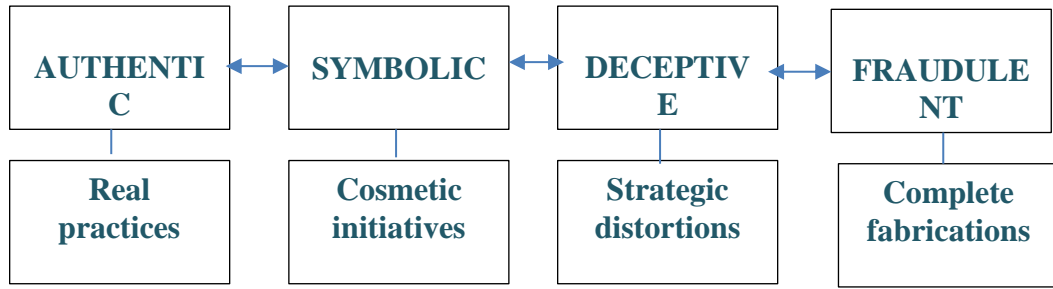 AUTHENTI
C
SYMBOLIC
DECEPTIV
E
FRAUDULE
NT
Real
practices
Cosmetic
initiatives
Strategic
distortions
Complete
fabrications